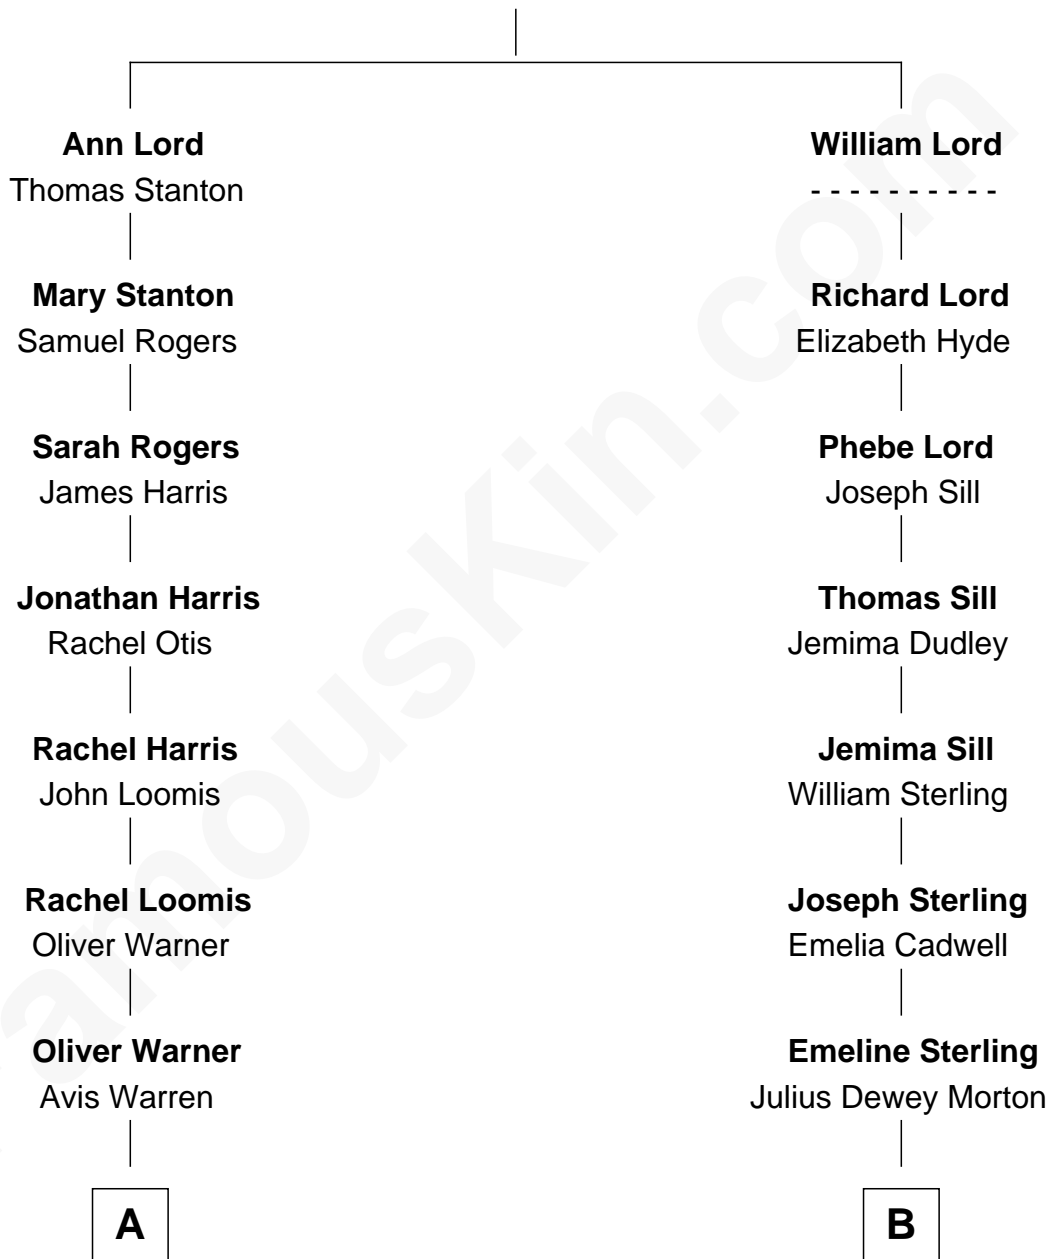 Ann Lord
Thomas Stanton
Mary Stanton
Samuel Rogers
Sarah Rogers
James Harris
Jonathan Harris
Rachel Otis
Rachel Harris
John Loomis
Rachel Loomis
Oliver Warner
Oliver Warner
Avis Warren
A
William Lord
- - - - - - - - - -
Richard Lord
Elizabeth Hyde
Phebe Lord
Joseph Sill
Thomas Sill
Jemima Dudley
Jemima Sill
William Sterling
Joseph Sterling
Emelia Cadwell
Emeline Sterling
Julius Dewey Morton
B
amousKin.com